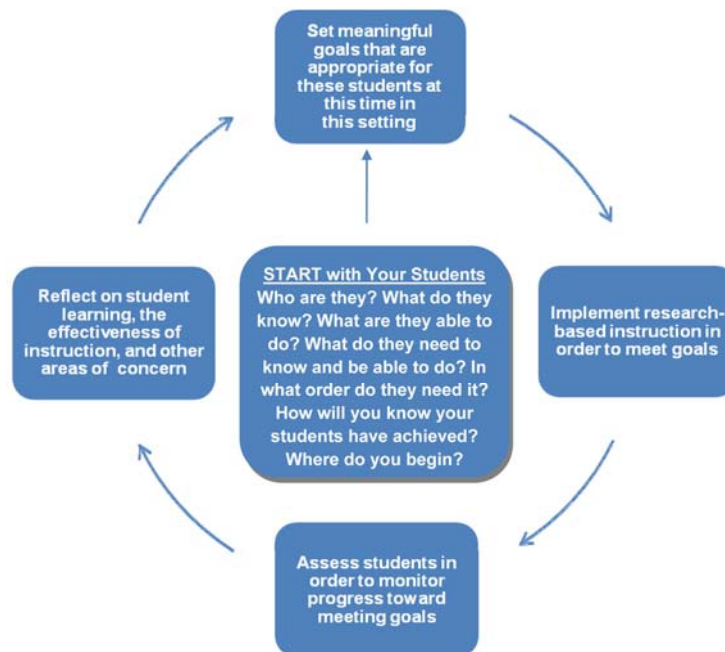 Set meaningful
goals that are
appropriate for
these students at
this time in
this setting
START with Your Students
Who are they? What do they
know? What are they able to
do? What do they need to
know and be able to do? In
what order do they need it?
How will you know your
students have achieved?
Where do you begin?
Implement research-
based instruction in
order to meet goals
Assess students in
order to monitor
progress toward
meeting goals
Reflect on student
learning, the
effectiveness of
instruction, and other
areas of concern